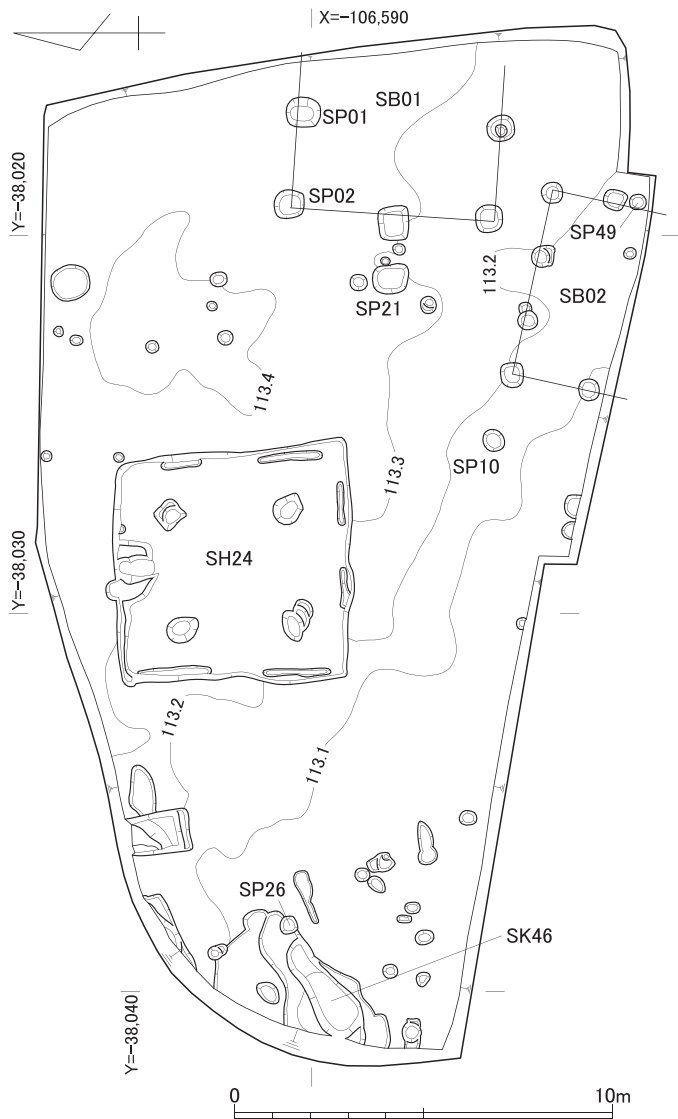 X=-106,590
SB01
SP01
Y=-38,020
SP02
SP49
113.2
SB02
SP21
113.4
113.3
SP10
Y=-38,030
SH24
113.2
113.1
SP26
SK46
Y=-38,040
0 10m